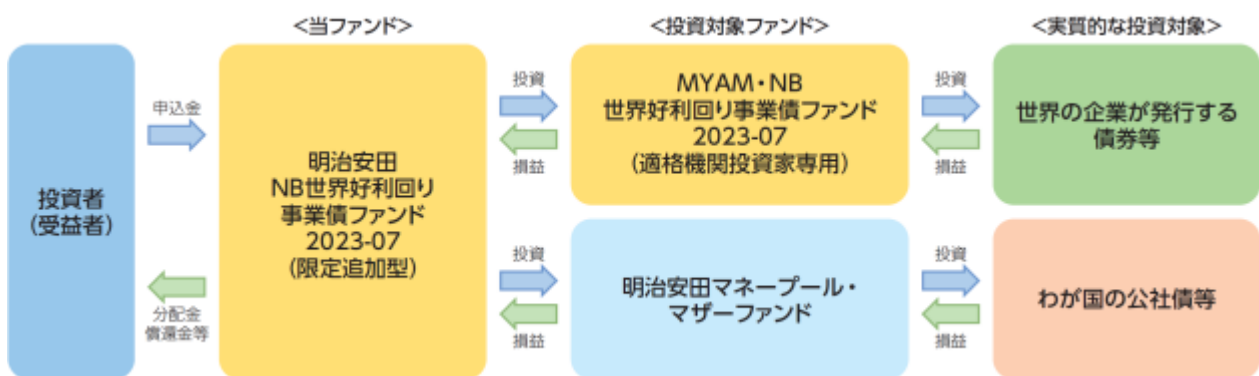 <当ファンド>
<投資対象ファンド>
<実質的な投資対象>
投資者
(受益者)
申込金
分配金
償還金等
明治安田
NB世界好利回り
事業債ファンド
2023-07
(限定追加型)
投資
損益
MYAM・NB
世界好利回り事業債ファンド
2023-07
(適格機関投資家専用)
投資
損益
世界の企業が発行する
債券等
投資
損益
明治安田マネープール・
マザーファンド
投資
損益
わが国の公社債等